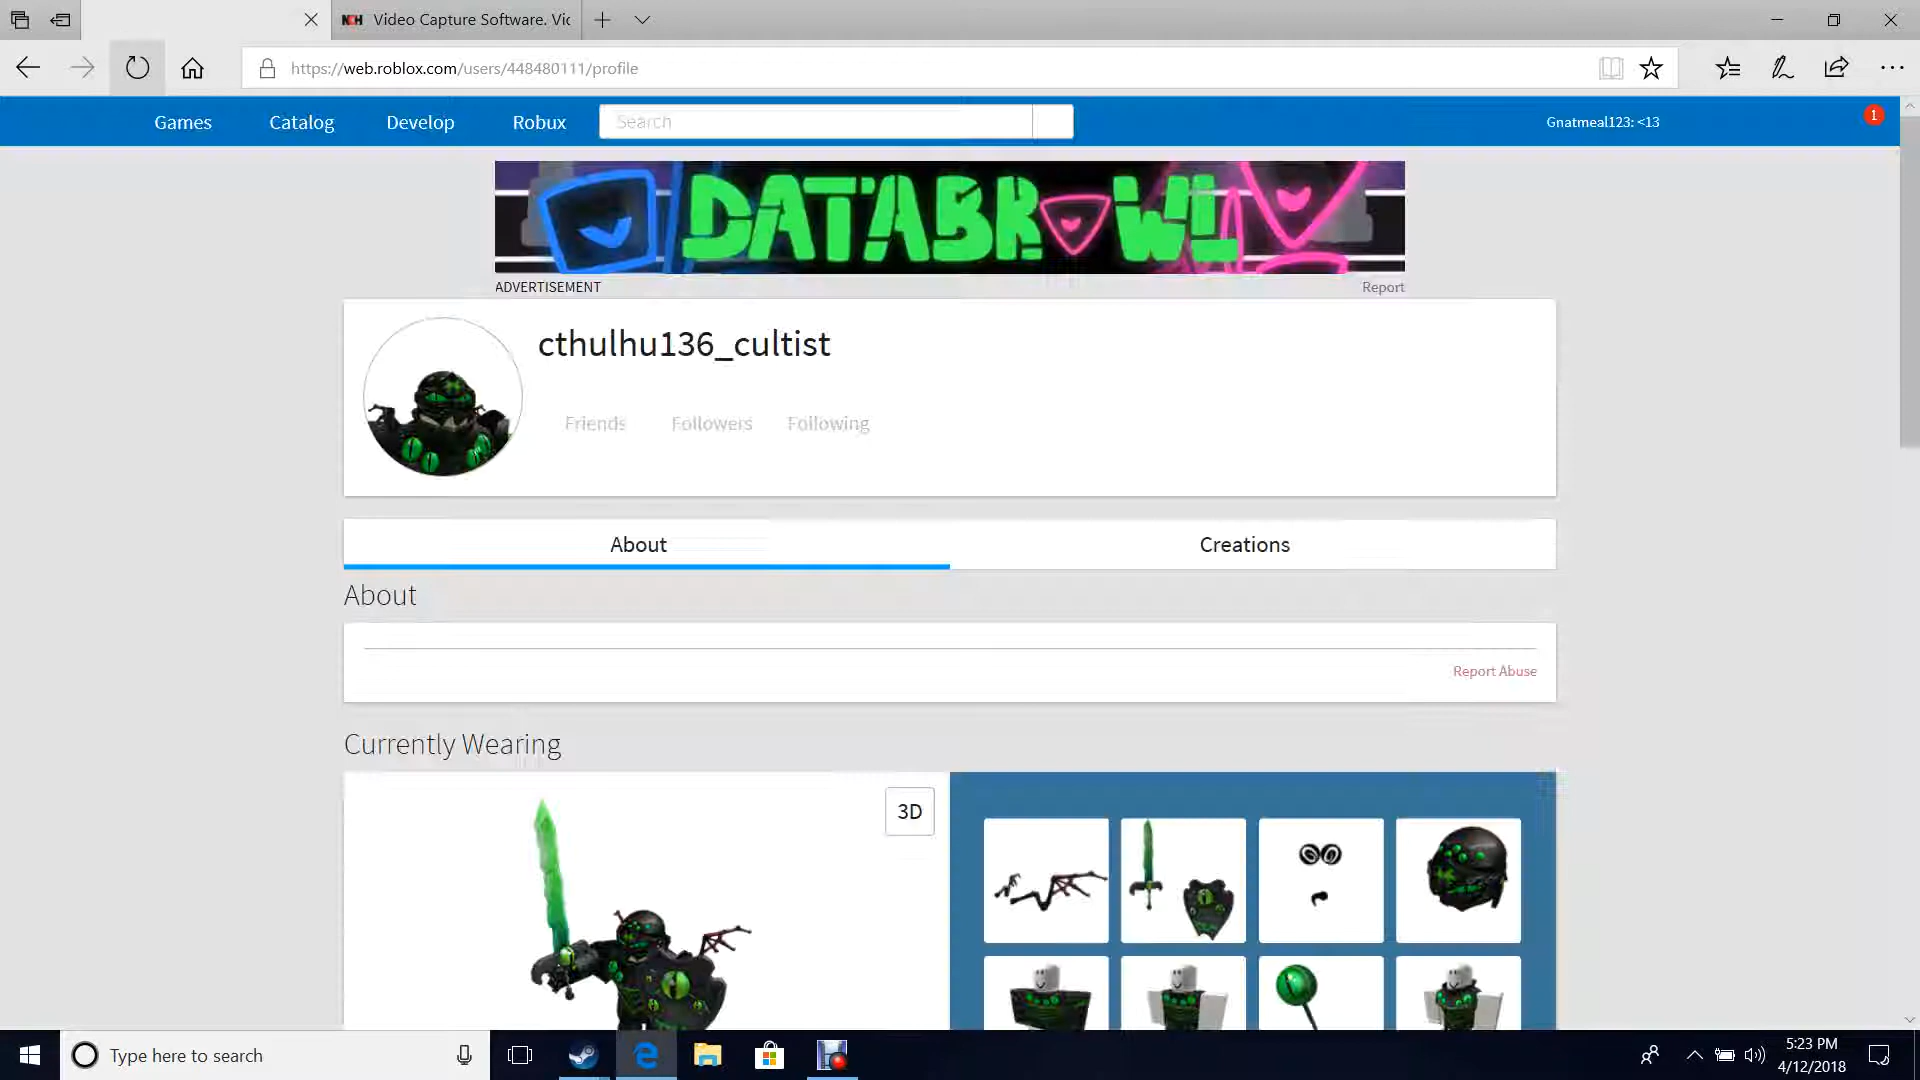 NCH Video Capture Software. Vic
https://web.roblox.com/users/448480111/profile
Games Catalog Develop Robux Search Gnatmeal123: <13 1
DATABRAWL
ADVERTISEMENT Report
cthulhu136_cultist
Friends Followers Following
About Creations
About
Report Abuse
Currently Wearing
3D
Type here to search
5:23 PM
4/12/2018